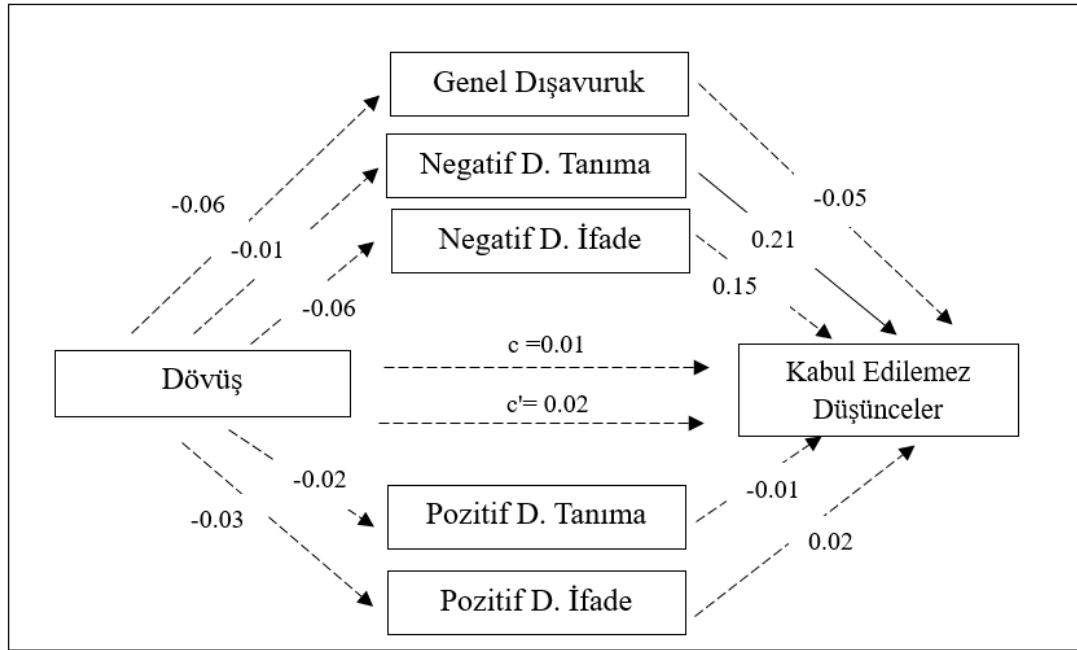 Genel Dışavuruk
Negatif D. Tanıma
-0.06
-0.05
Negatif D. İfade
0.21
-0.01
0.15
-0.06
c =0.01
Dövüş
Kabul Edilemez
Düşünceler
c'= 0.02
-0.02
-0.01
Pozitif D. Tanıma
-0.03
0.02
Pozitif D. İfade